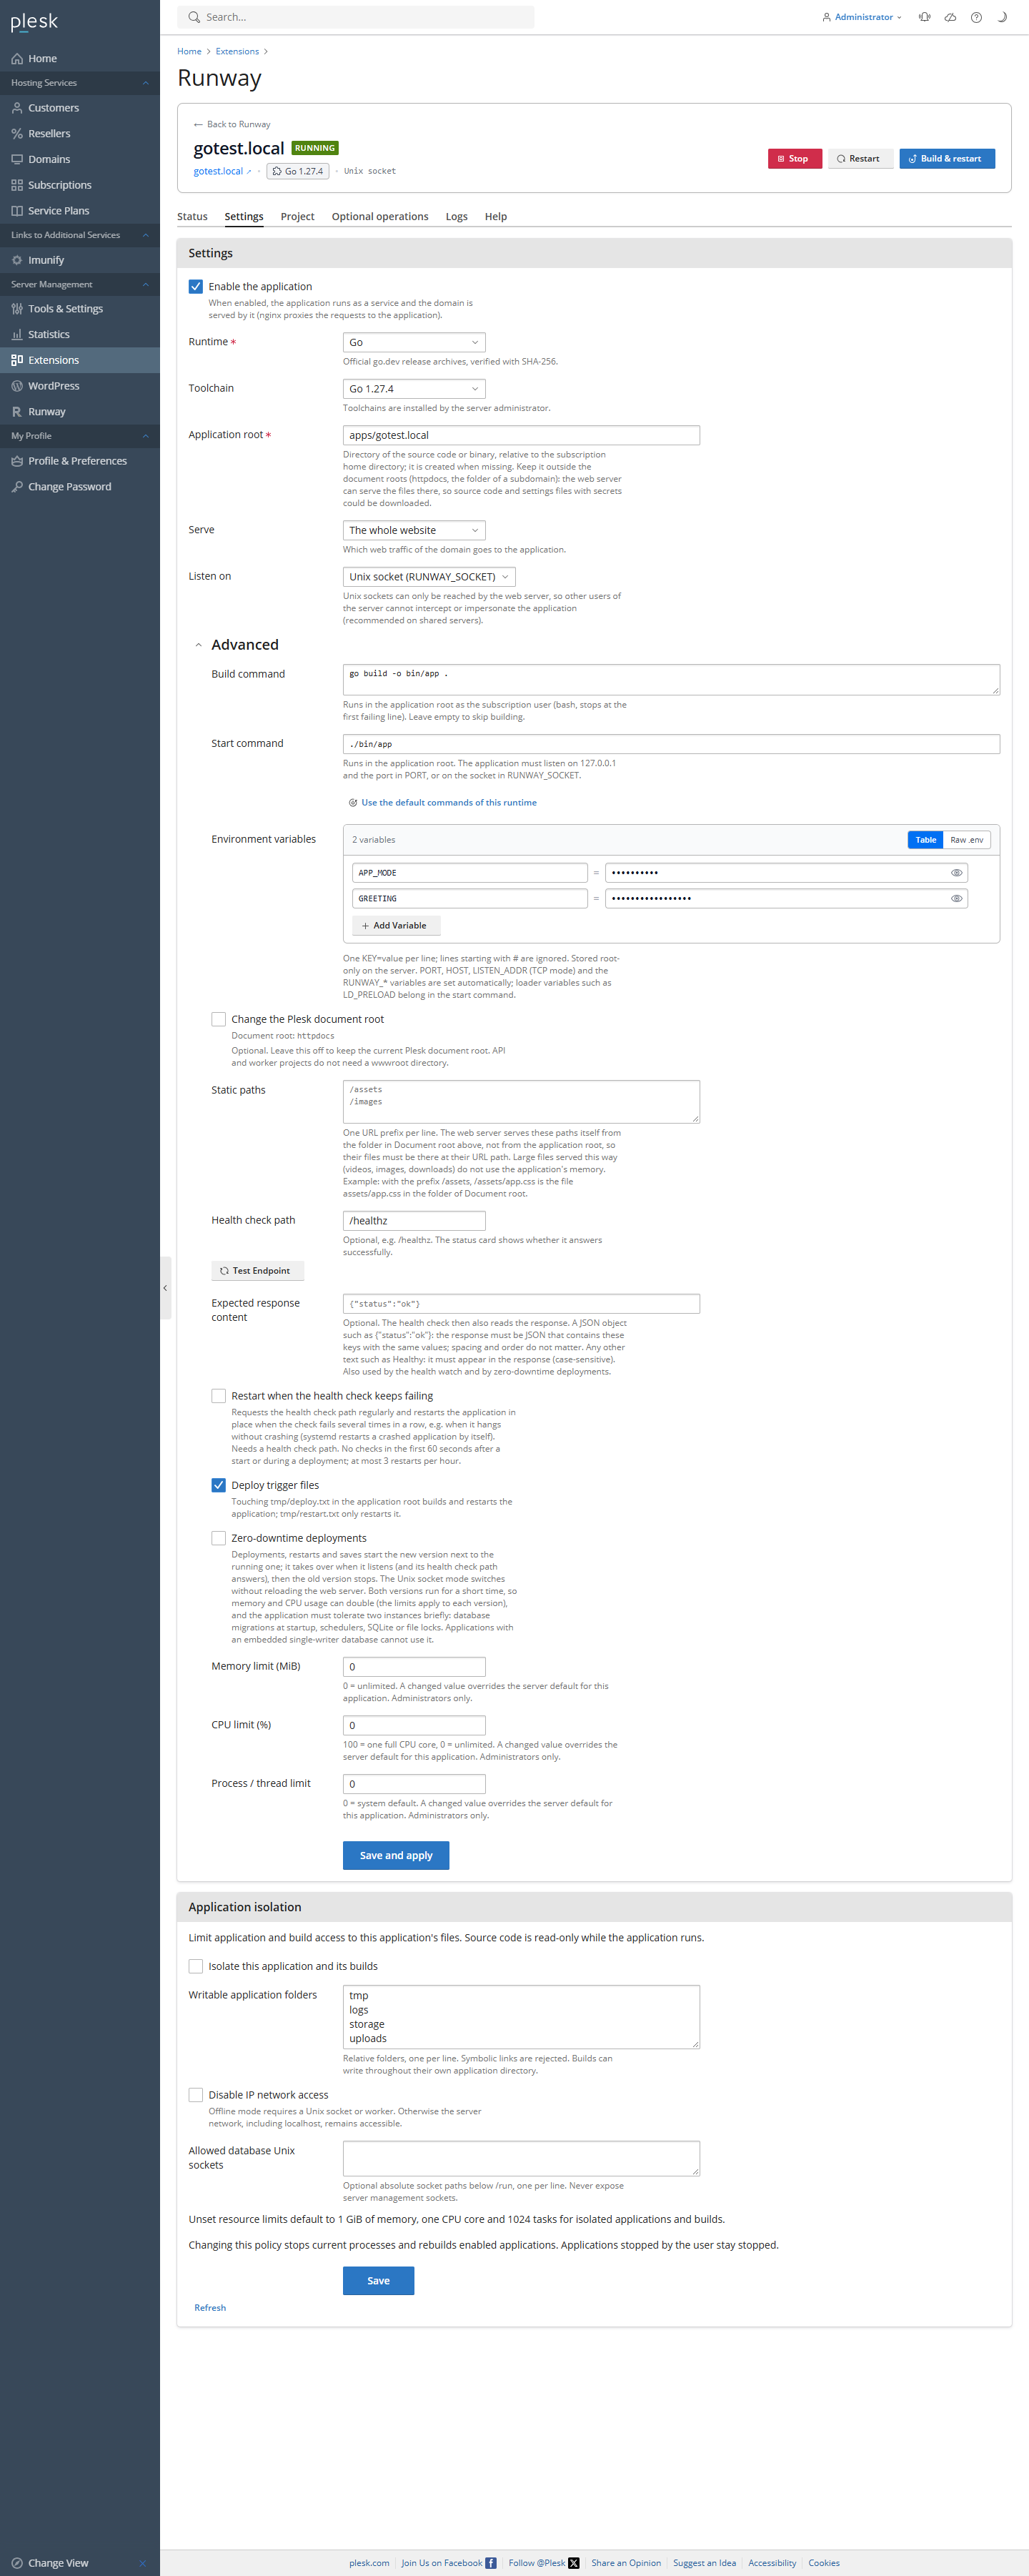 plesk
Search...
Administrator
Home
Hosting Services
Customers
Resellers
Domains
Subscriptions
Service Plans
Links to Additional Services
Imunify
Server Management
Tools & Settings
Statistics
Extensions
WordPress
Runway
My Profile
Profile & Preferences
Change Password
Home > Extensions >
Runway
← Back to Runway
gotest.local RUNNING
gotest.local · Go 1.27.4 · Unix socket
Stop Restart Build & restart
Status Settings Project Optional operations Logs Help
Settings
Enable the application
When enabled, the application runs as a service and the domain is
served by it (nginx proxies the requests to the application).
Runtime * Go
Official go.dev release archives, verified with SHA-256.
Toolchain Go 1.27.4
Toolchains are installed by the server administrator.
Application root * apps/gotest.local
Directory of the source code or binary, relative to the subscription
home directory; it is created when missing. Keep it outside the
document roots (httpdocs, the folder of a subdomain): the web server
can serve the files there, so source code and settings files with secrets
could be downloaded.
Serve The whole website
Which web traffic of the domain goes to the application.
Listen on Unix socket (RUNWAY_SOCKET)
Unix sockets can only be reached by the web server, so other users of
the server cannot intercept or impersonate the application
(recommended on shared servers).
Advanced
Build command go build -o bin/app .
Runs in the application root as the subscription user (bash, stops at the
first failing line). Leave empty to skip building.
Start command ./bin/app
Runs in the application root. The application must listen on 127.0.0.1
and the port in PORT, or on the socket in RUNWAY_SOCKET.
Use the default commands of this runtime
Environment variables 2 variables Table Raw .env
APP_MODE = ••••••••••
GREETING = •••••••••••••••••
+ Add Variable
One KEY=value per line; lines starting with # are ignored. Stored root-
only on the server. PORT, HOST, LISTEN_ADDR (TCP mode) and the
RUNWAY_* variables are set automatically; loader variables such as
LD_PRELOAD belong in the start command.
Change the Plesk document root
Document root: httpdocs
Optional. Leave this off to keep the current Plesk document root. API
and worker projects do not need a wwwroot directory.
Static paths /assets
/images
One URL prefix per line. The web server serves these paths itself from
the folder in Document root above, not from the application root, so
their files must be there at their URL path. Large files served this way
(videos, images, downloads) do not use the application's memory.
Example: with the prefix /assets, /assets/app.css is the file
assets/app.css in the folder of Document root.
Health check path /healthz
Optional, e.g. /healthz. The status card shows whether it answers
successfully.
Test Endpoint
Expected response
content {"status":"ok"}
Optional. The health check then also reads the response. A JSON object
such as {"status":"ok"}: the response must be JSON that contains these
keys with the same values; spacing and order do not matter. Any other
text such as Healthy: it must appear in the response (case-sensitive).
Also used by the health watch and by zero-downtime deployments.
Restart when the health check keeps failing
Requests the health check path regularly and restarts the application in
place when the check fails several times in a row, e.g. when it hangs
without crashing (systemd restarts a crashed application by itself).
Needs a health check path. No checks in the first 60 seconds after a
start or during a deployment; at most 3 restarts per hour.
Deploy trigger files
Touching tmp/deploy.txt in the application root builds and restarts the
application; tmp/restart.txt only restarts it.
Zero-downtime deployments
Deployments, restarts and saves start the new version next to the
running one; it takes over when it listens (and its health check path
answers), then the old version stops. The Unix socket mode switches
without reloading the web server. Both versions run for a short time, so
memory and CPU usage can double (the limits apply to each version),
and the application must tolerate two instances briefly: database
migrations at startup, schedulers, SQLite or file locks. Applications with
an embedded single-writer database cannot use it.
Memory limit (MiB) 0
0 = unlimited. A changed value overrides the server default for this
application. Administrators only.
CPU limit (%) 0
100 = one full CPU core, 0 = unlimited. A changed value overrides the
server default for this application. Administrators only.
Process / thread limit 0
0 = system default. A changed value overrides the server default for
this application. Administrators only.
Save and apply
Application isolation
Limit application and build access to this application's files. Source code is read-only while the application runs.
Isolate this application and its builds
Writable application folders tmp
logs
storage
uploads
Relative folders, one per line. Symbolic links are rejected. Builds can
write throughout their own application directory.
Disable IP network access
Offline mode requires a Unix socket or worker. Otherwise the server
network, including localhost, remains accessible.
Allowed database Unix
sockets
Optional absolute socket paths below /run, one per line. Never expose
server management sockets.
Unset resource limits default to 1 GiB of memory, one CPU core and 1024 tasks for isolated applications and builds.
Changing this policy stops current processes and rebuilds enabled applications. Applications stopped by the user stay stopped.
Save
Refresh
Change View
plesk.com Join Us on Facebook Follow @Plesk Share an Opinion Suggest an Idea Accessibility Cookies